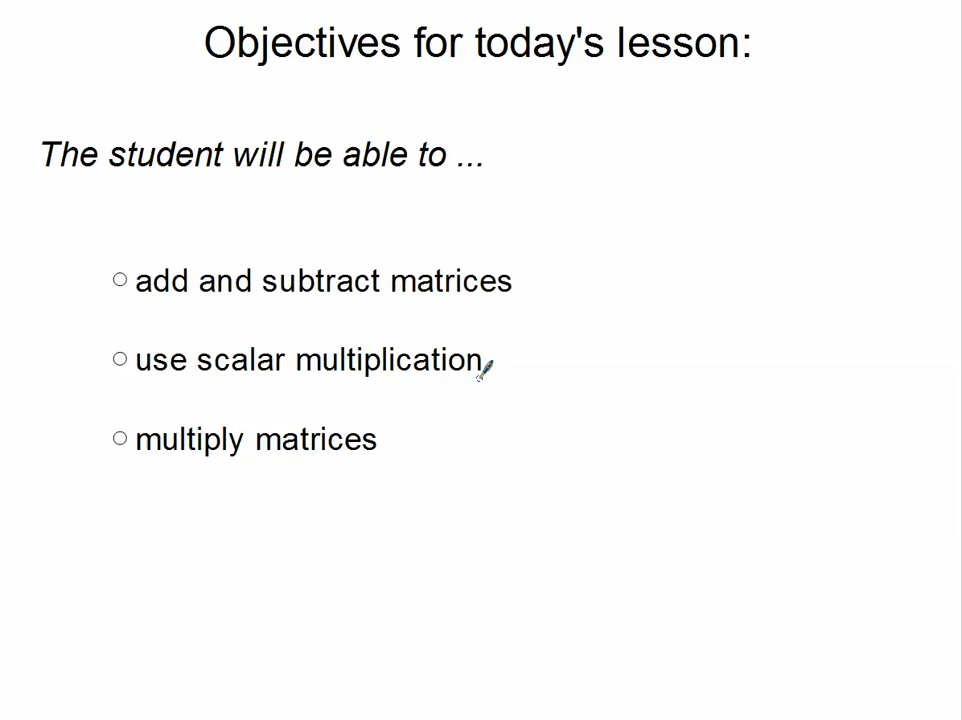 Objectives for today's lesson:
The student will be able to ...
add and subtract matrices
use scalar multiplication
multiply matrices